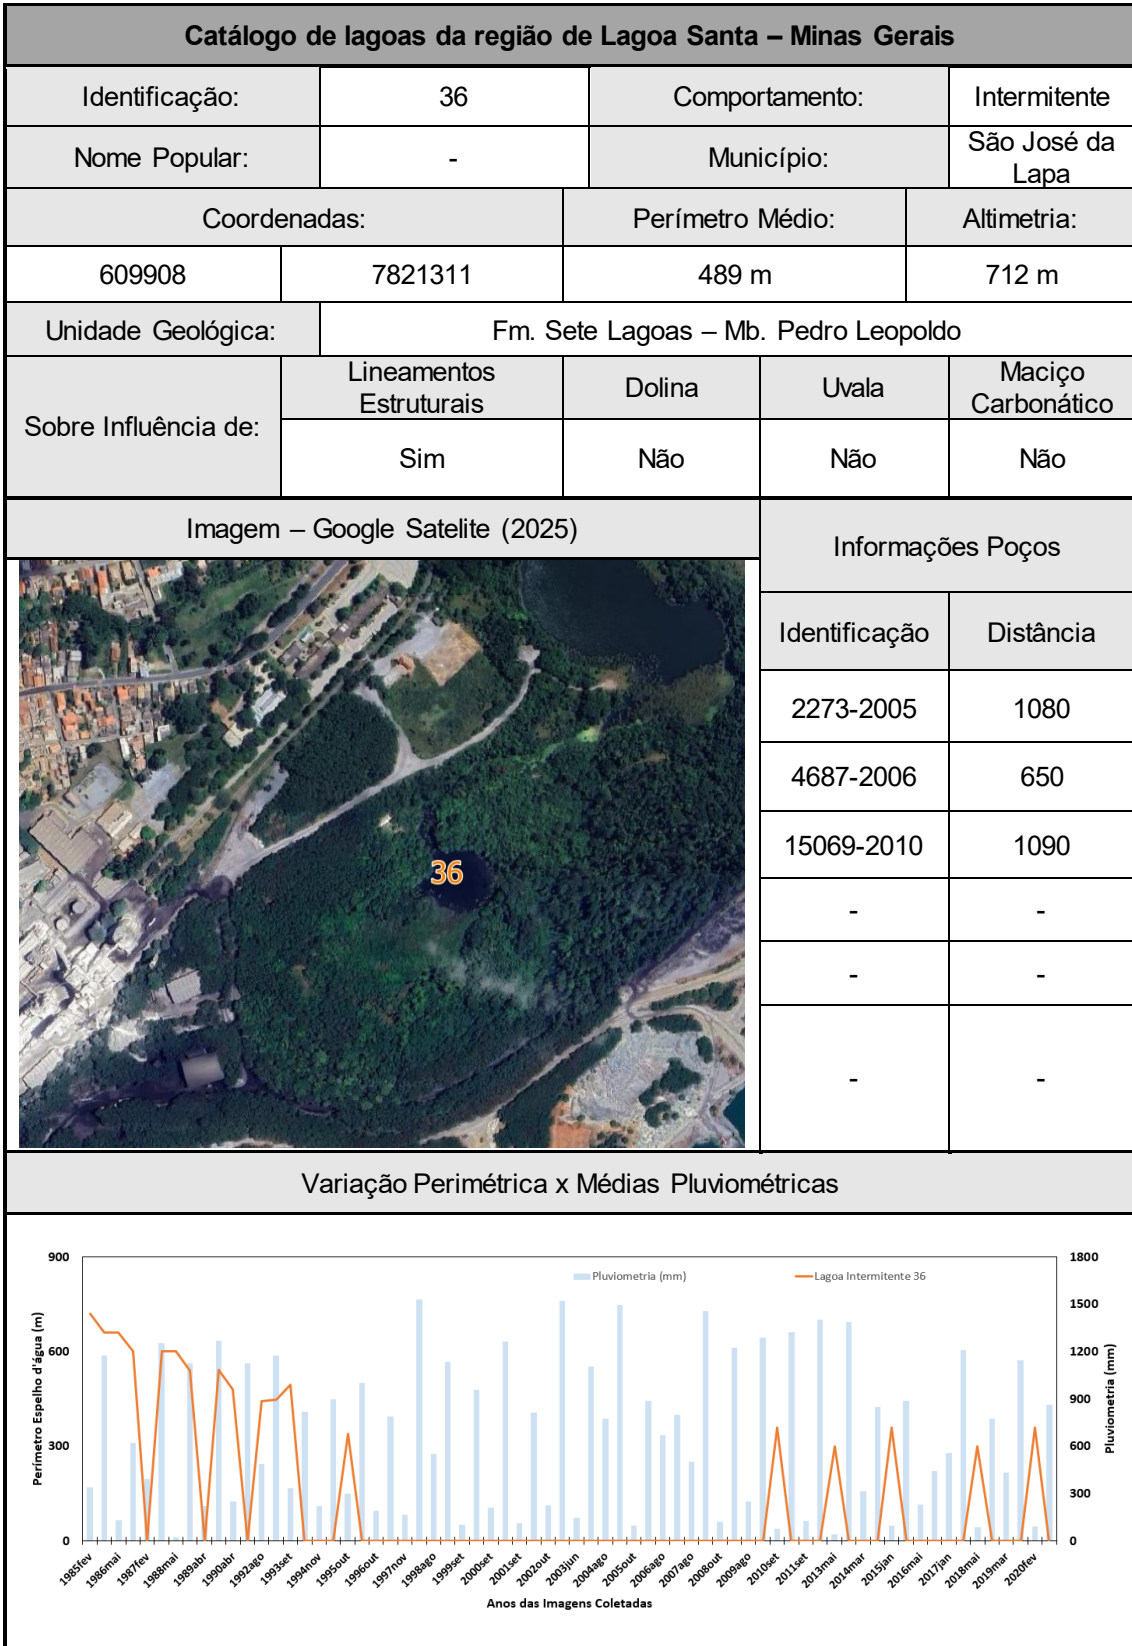 Catálogo de lagoas da região de Lagoa Santa – Minas Gerais
Identificação: 36 Comportamento: Intermitente
Nome Popular: - Município: São José da
Lapa
Coordenadas: Perímetro Médio: Altimetria:
609908 7821311 489 m 712 m
Unidade Geológica: Fm. Sete Lagoas – Mb. Pedro Leopoldo
Sobre Influência de:
Lineamentos
Estruturais
Dolina
Uvala
Maciço
Carbonático
Sim Não Não Não
Imagem – Google Satelite (2025)
36
Informações Poços
Identificação Distância
2273-2005 1080
4687-2006 650
15069-2010 1090
- -
- -
- -
Variação Perimétrica x Médias Pluviométricas
Pluviometria (mm) Lagoa Intermitente 36
Perímetro Espelho d'água (m)
900
600
300
0
1800
1500
1200
900
600
300
0
Pluviometria (mm)
1985fev
1986mai
1987fev
1988mai
1989abr
1990abr
1992ago
1993set
1994nov
1995out
1996out
1997nov
1998ago
1999set
2000set
2001set
2002out
2003jun
2004ago
2005out
2006ago
2007ago
2008out
2009ago
2010set
2011set
2013mai
2014mar
2015jan
2016mai
2017jan
2018mai
2019mar
2020fev
Anos das Imagens Coletadas